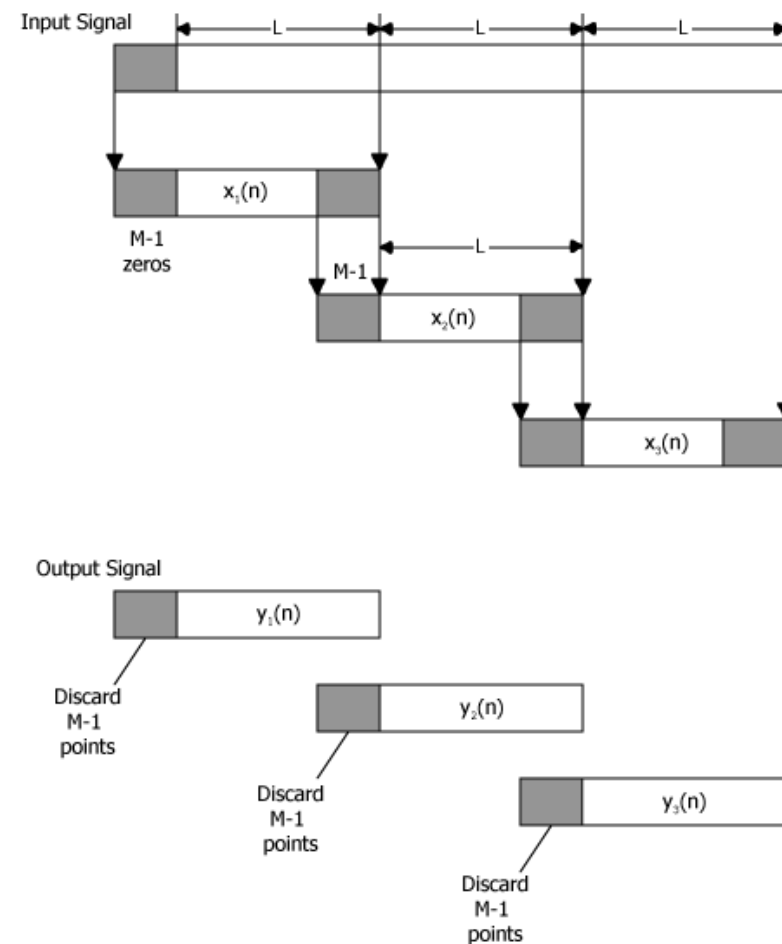 Input Signal
L
L
L
x₁(n)
M-1
zeros
L
M-1
x₂(n)
x₃(n)
Output Signal
y₁(n)
Discard
M-1
points
y₂(n)
Discard
M-1
points
y₃(n)
Discard
M-1
points